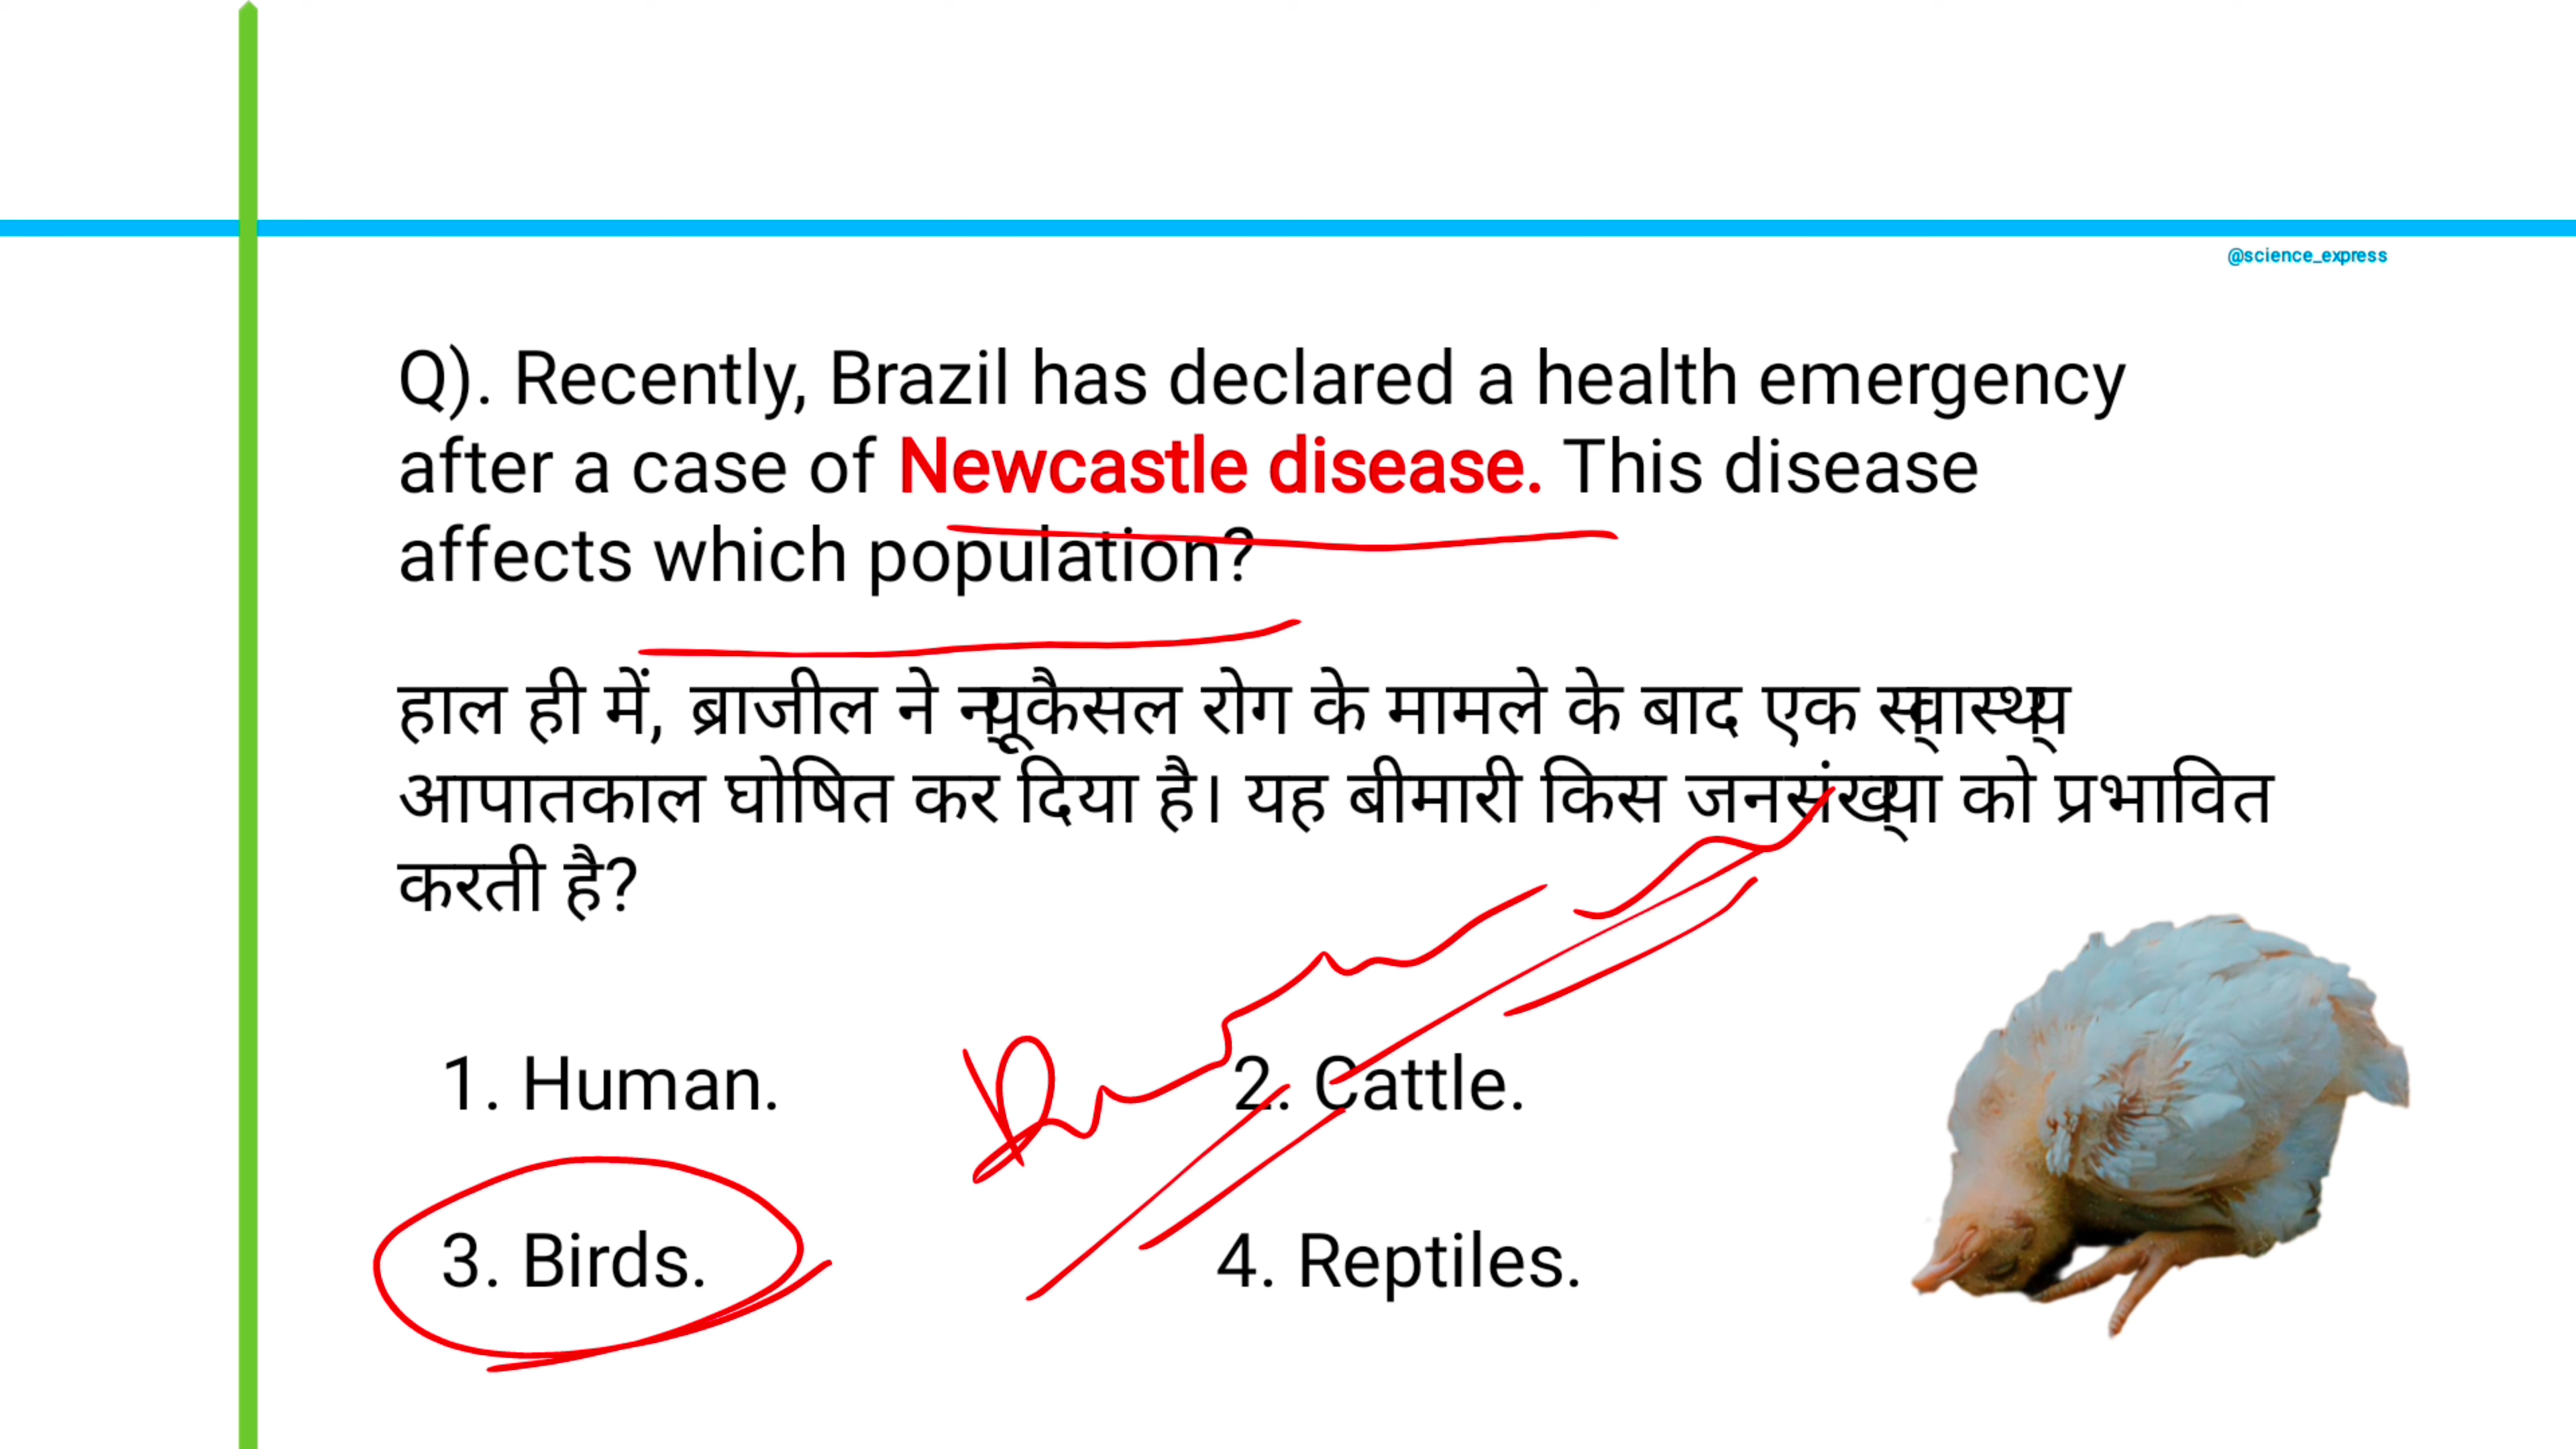 @science_express
Q). Recently, Brazil has declared a health emergency
after a case of Newcastle disease. This disease
affects which population?
हाल ही में, ब्राजील ने न्यूकैसल रोग के मामले के बाद एक स्वास्थ्य
आपातकाल घोषित कर दिया है। यह बीमारी किस जनसंख्या को प्रभावित
करती है?
1. Human. 2. Cattle.
3. Birds. 4. Reptiles.